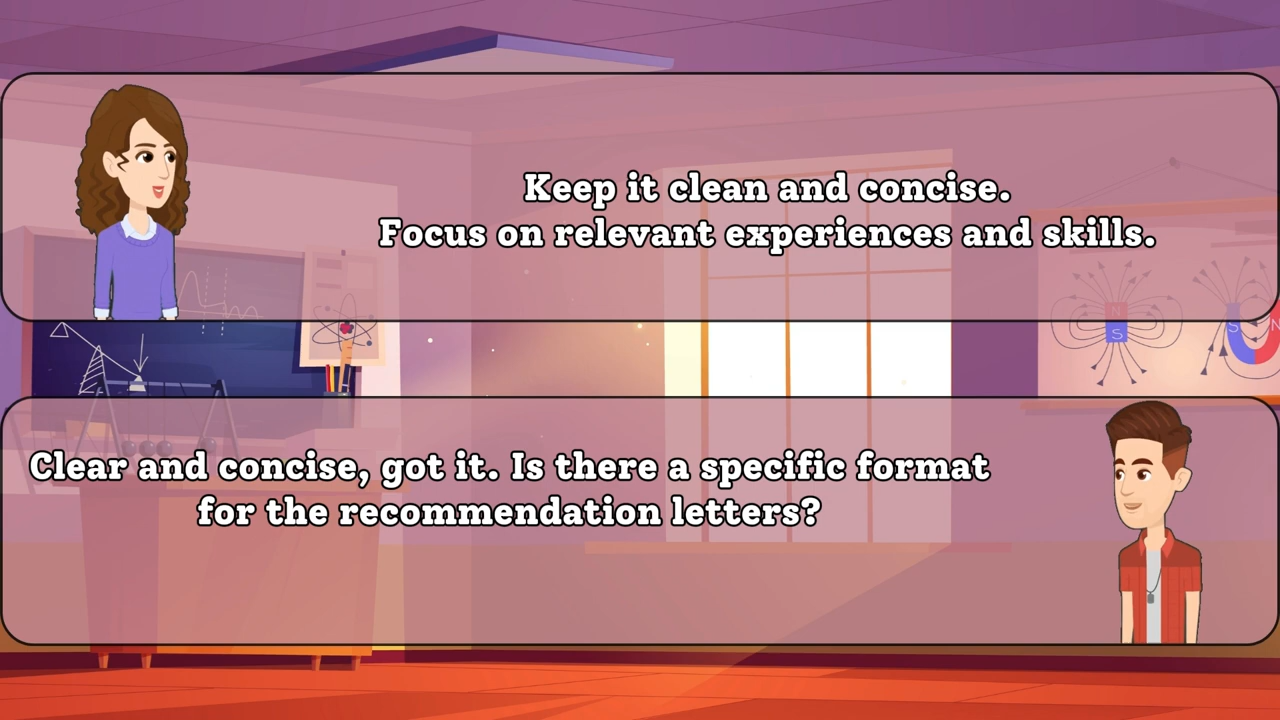 Keep it clean and concise.
Focus on relevant experiences and skills.
N
S
S
N
Clear and concise, got it. Is there a specific format
for the recommendation letters?